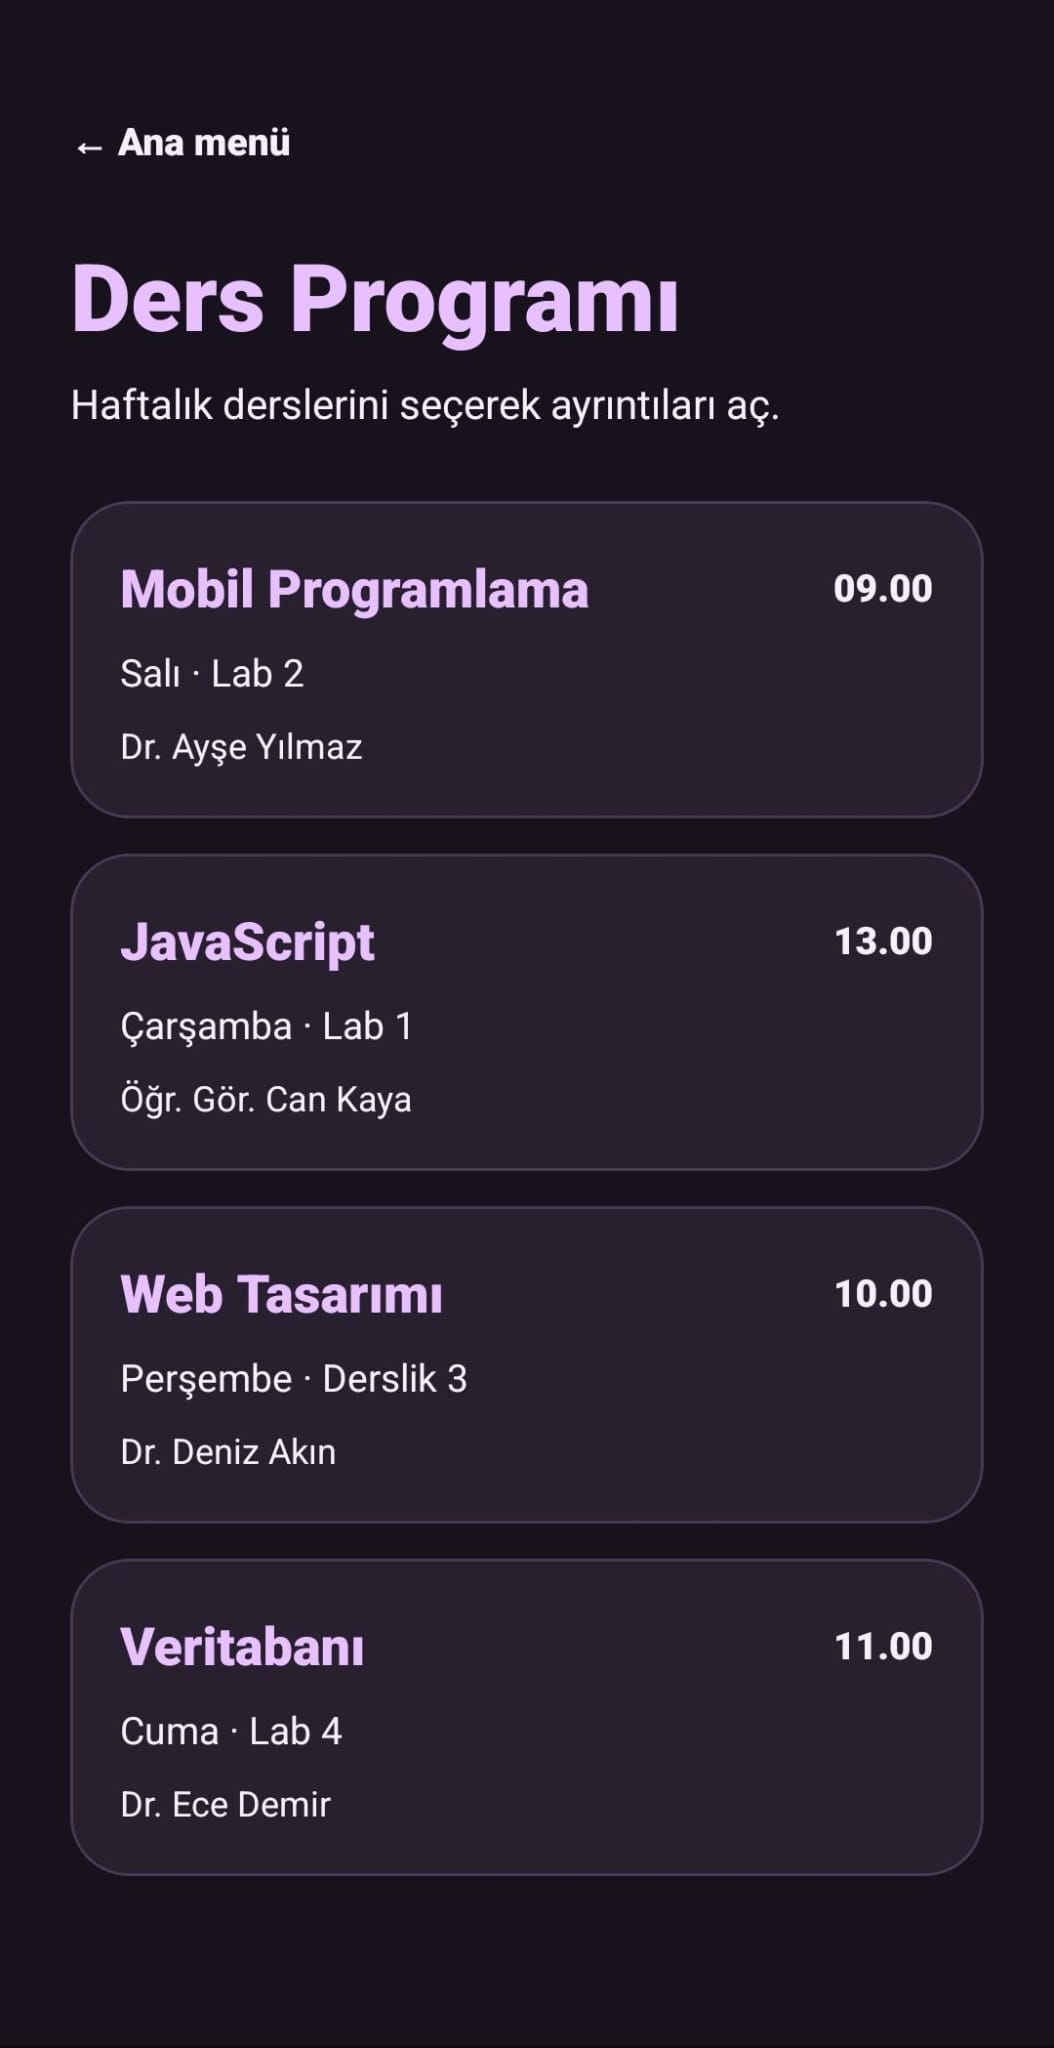 ← Ana menü
Ders Programı
Haftalık derslerini seçerek ayrıntıları aç.
Mobil Programlama 09.00
Salı · Lab 2
Dr. Ayşe Yılmaz
JavaScript 13.00
Çarşamba · Lab 1
Öğr. Gör. Can Kaya
Web Tasarımı 10.00
Perşembe · Derslik 3
Dr. Deniz Akın
Veritabanı 11.00
Cuma · Lab 4
Dr. Ece Demir